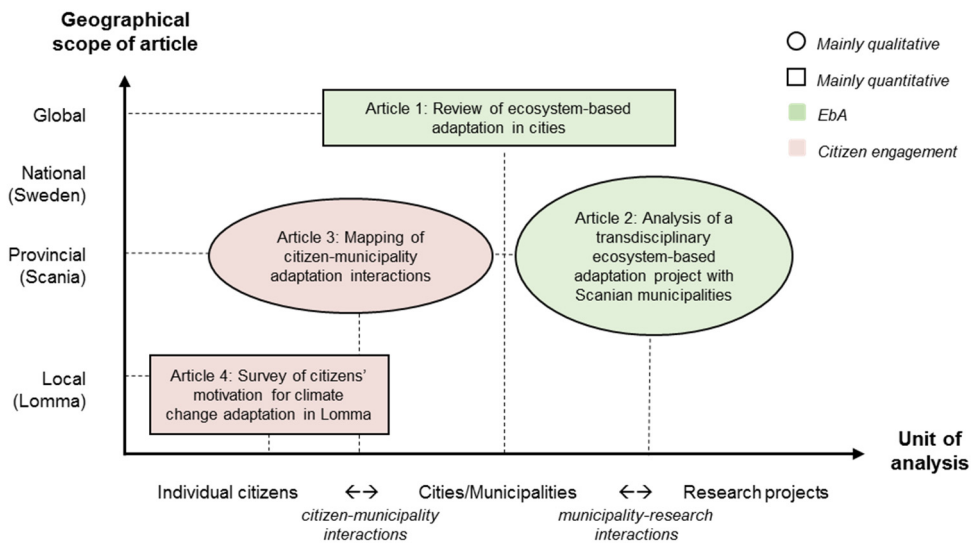 Geographical
scope of article
Mainly qualitative
Mainly quantitative
EbA
Citizen engagement
Global
Article 1: Review of ecosystem-based
adaptation in cities
National
(Sweden)
Provincial
(Scania)
Article 3: Mapping of
citizen-municipality
adaptation interactions
Article 2: Analysis of a
transdisciplinary
ecosystem-based
adaptation project with
Scanian municipalities
Local
(Lomma)
Article 4: Survey of citizens'
motivation for climate
change adaptation in Lomma
Unit of
analysis
Individual citizens ←→ Cities/Municipalities ←→ Research projects
citizen-municipality
interactions
municipality-research
interactions